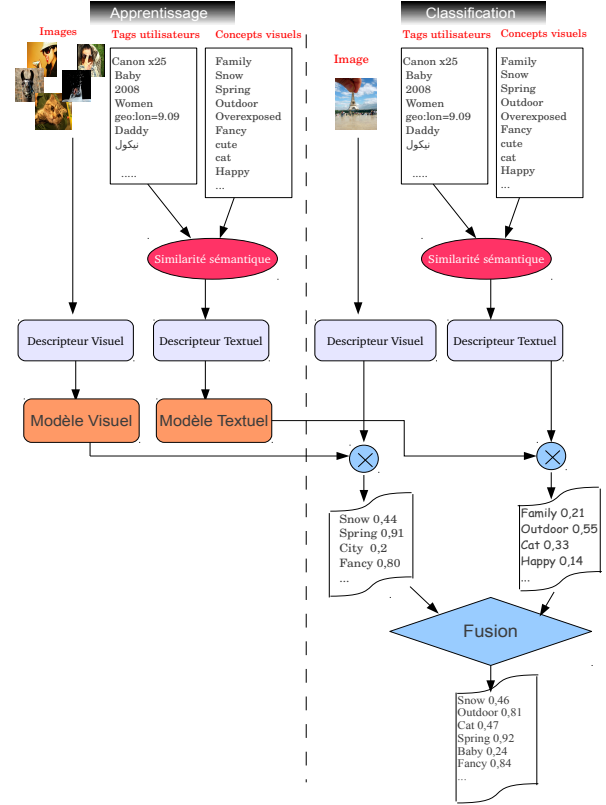 Apprentissage
Images
Tags utilisateurs
Concepts visuels
Canon x25
Baby
2008
Women
geo:lon=9.09
Daddy
نيكول
.....
Family
Snow
Spring
Outdoor
Overexposed
Fancy
cute
cat
Happy
...
Similarité sémantique
Descripteur Visuel
Descripteur Textuel
Modèle Visuel
Modèle Textuel
Classification
Image
Tags utilisateurs
Concepts visuels
Canon x25
Baby
2008
Women
geo:lon=9.09
Daddy
نيكول
.....
Family
Snow
Spring
Outdoor
Overexposed
Fancy
cute
cat
Happy
...
Similarité sémantique
Descripteur Visuel
Descripteur Textuel
Snow 0,44
Spring 0,91
City 0,2
Fancy 0,80
...
Family 0,21
Outdoor 0,55
Cat 0,33
Happy 0,14
...
Fusion
Snow 0,46
Outdoor 0,81
Cat 0,47
Spring 0,92
Baby 0,24
Fancy 0,84
...